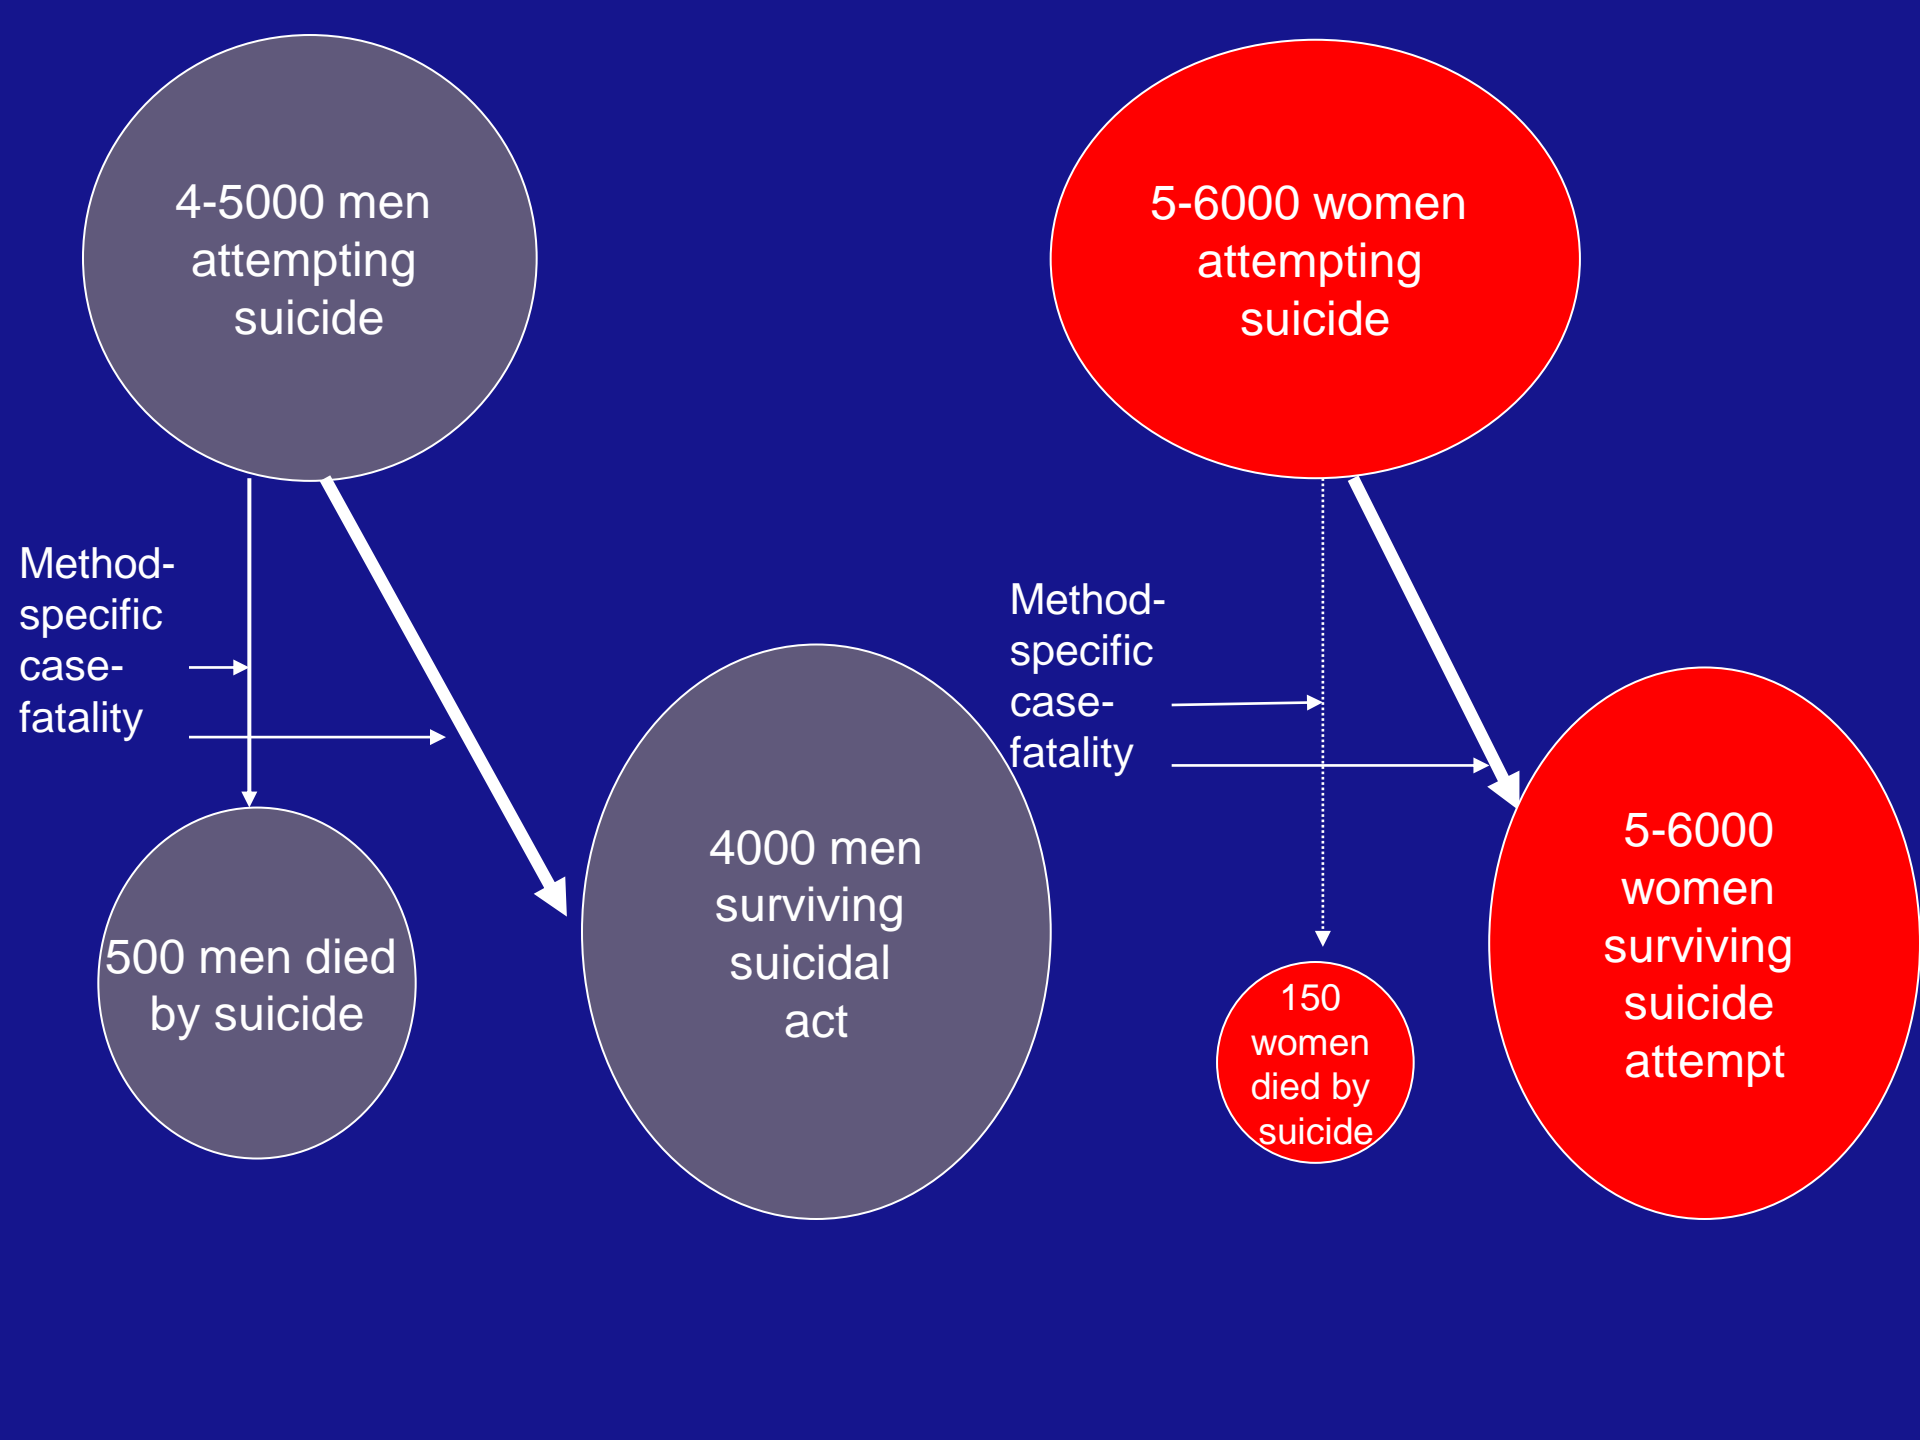 4-5000 men
attempting
suicide
5-6000 women
attempting
suicide
Method-
specific
case-
fatality
Method-
specific
case-
fatality
500 men died
by suicide
4000 men
surviving
suicidal
act
150
women
died by
suicide
5-6000
women
surviving
suicide
attempt